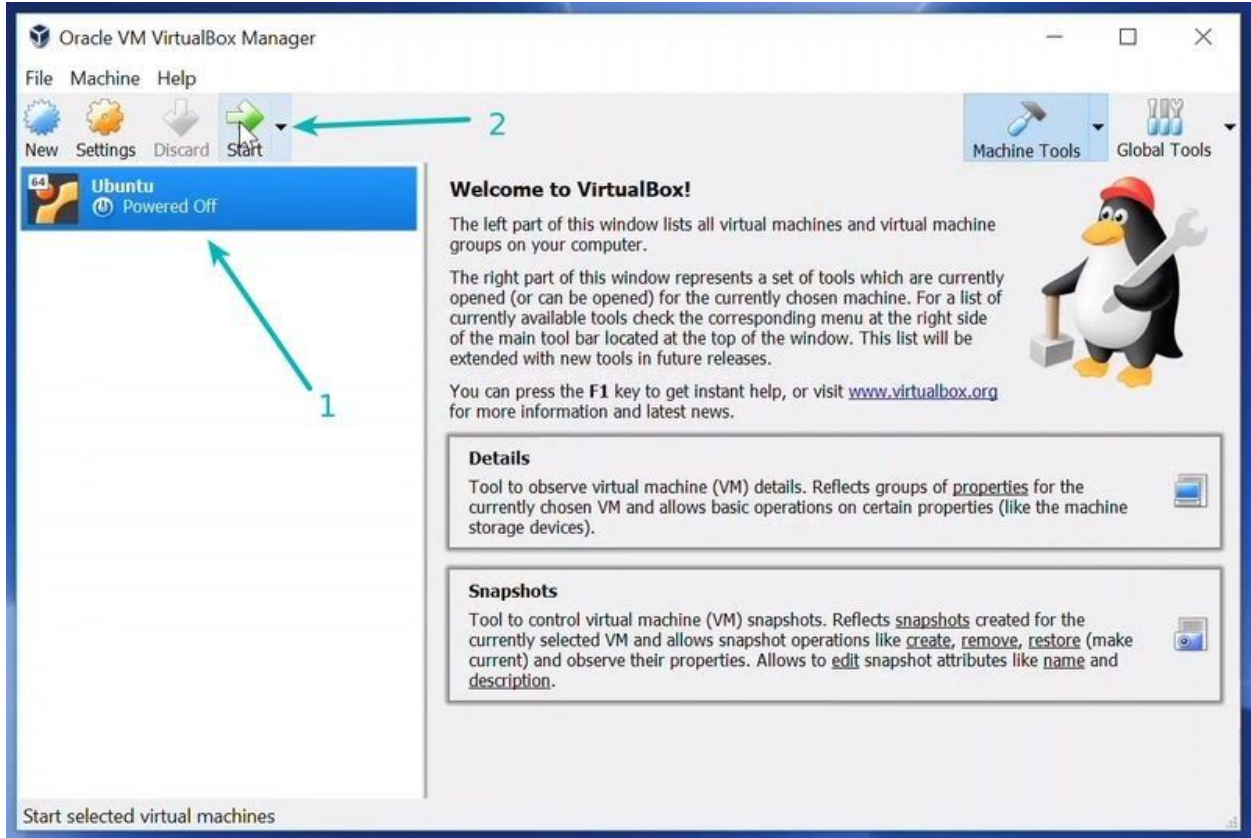 Oracle VM VirtualBox Manager
File Machine Help
New Settings Discard Start
2
Machine Tools Global Tools
64
Ubuntu
Powered Off
1
Welcome to VirtualBox!
The left part of this window lists all virtual machines and virtual machine
groups on your computer.
The right part of this window represents a set of tools which are currently
opened (or can be opened) for the currently chosen machine. For a list of
currently available tools check the corresponding menu at the right side
of the main tool bar located at the top of the window. This list will be
extended with new tools in future releases.
You can press the F1 key to get instant help, or visit www.virtualbox.org
for more information and latest news.
Details
Tool to observe virtual machine (VM) details. Reflects groups of properties for the
currently chosen VM and allows basic operations on certain properties (like the machine
storage devices).
Snapshots
Tool to control virtual machine (VM) snapshots. Reflects snapshots created for the
currently selected VM and allows snapshot operations like create, remove, restore (make
current) and observe their properties. Allows to edit snapshot attributes like name and
description.
Start selected virtual machines